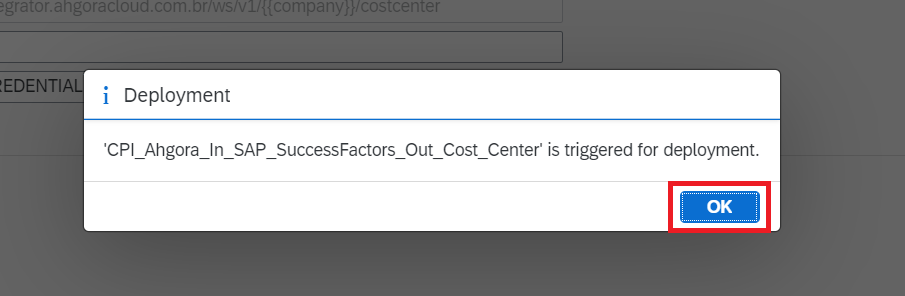 egrator.ahgoracloud.com.br/ws/v1/{{company}}/costcenter
REDENTIAL
i Deployment
'CPI_Ahgora_In_SAP_SuccessFactors_Out_Cost_Center' is triggered for deployment.
OK